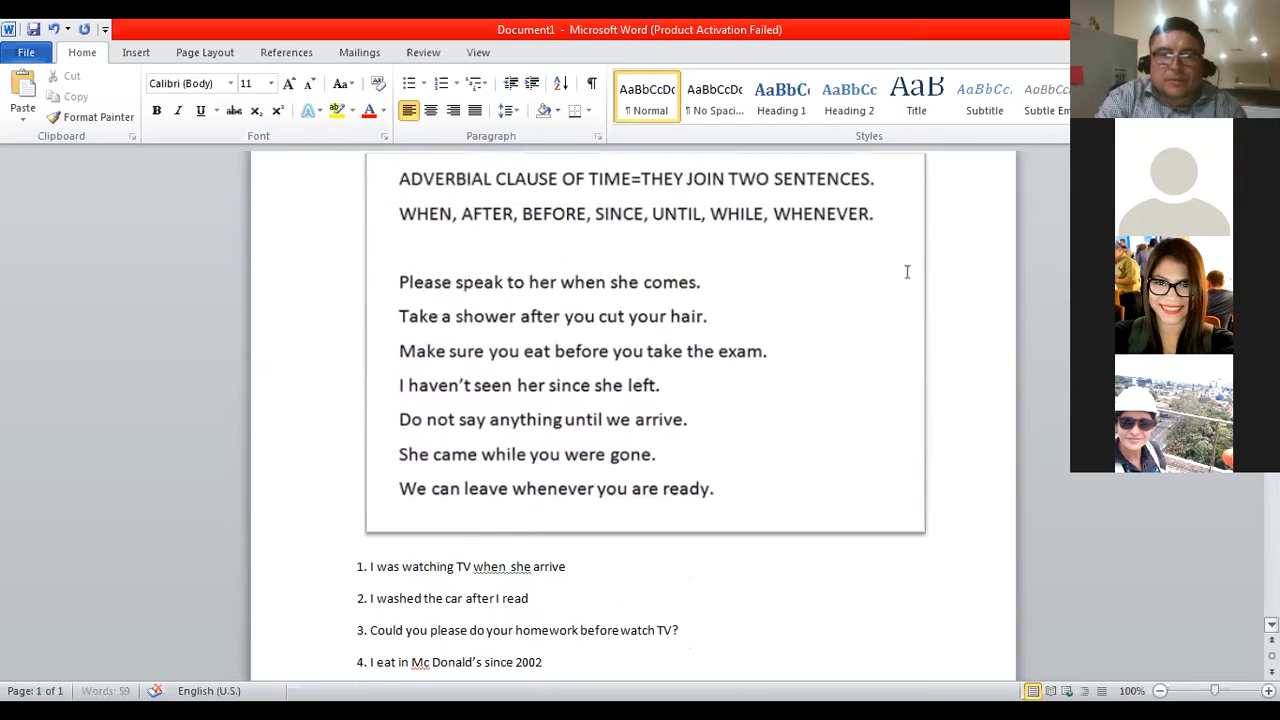 Document1 - Microsoft Word (Product Activation Failed)
File Home Insert Page Layout References Mailings Review View
Cut
Copy
Format Painter
Paste
Calibri (Body) 11
AaBbCcDc AaBbCcDc AaBbCc AaBbCc AaB AaBbCc. AaBbCcDc
¶ Normal ¶ No Spaci... Heading 1 Heading 2 Title Subtitle Subtle Em
Clipboard Font Paragraph Styles
ADVERBIAL CLAUSE OF TIME=THEY JOIN TWO SENTENCES.
WHEN, AFTER, BEFORE, SINCE, UNTIL, WHILE, WHENEVER.
Please speak to her when she comes.
Take a shower after you cut your hair.
Make sure you eat before you take the exam.
I haven't seen her since she left.
Do not say anything until we arrive.
She came while you were gone.
We can leave whenever you are ready.
1. I was watching TV when she arrive
2. I washed the car after I read
3. Could you please do your homework before watch TV?
4. I eat in Mc Donald's since 2002
Page: 1 of 1 Words: 59 English (U.S.) 100%